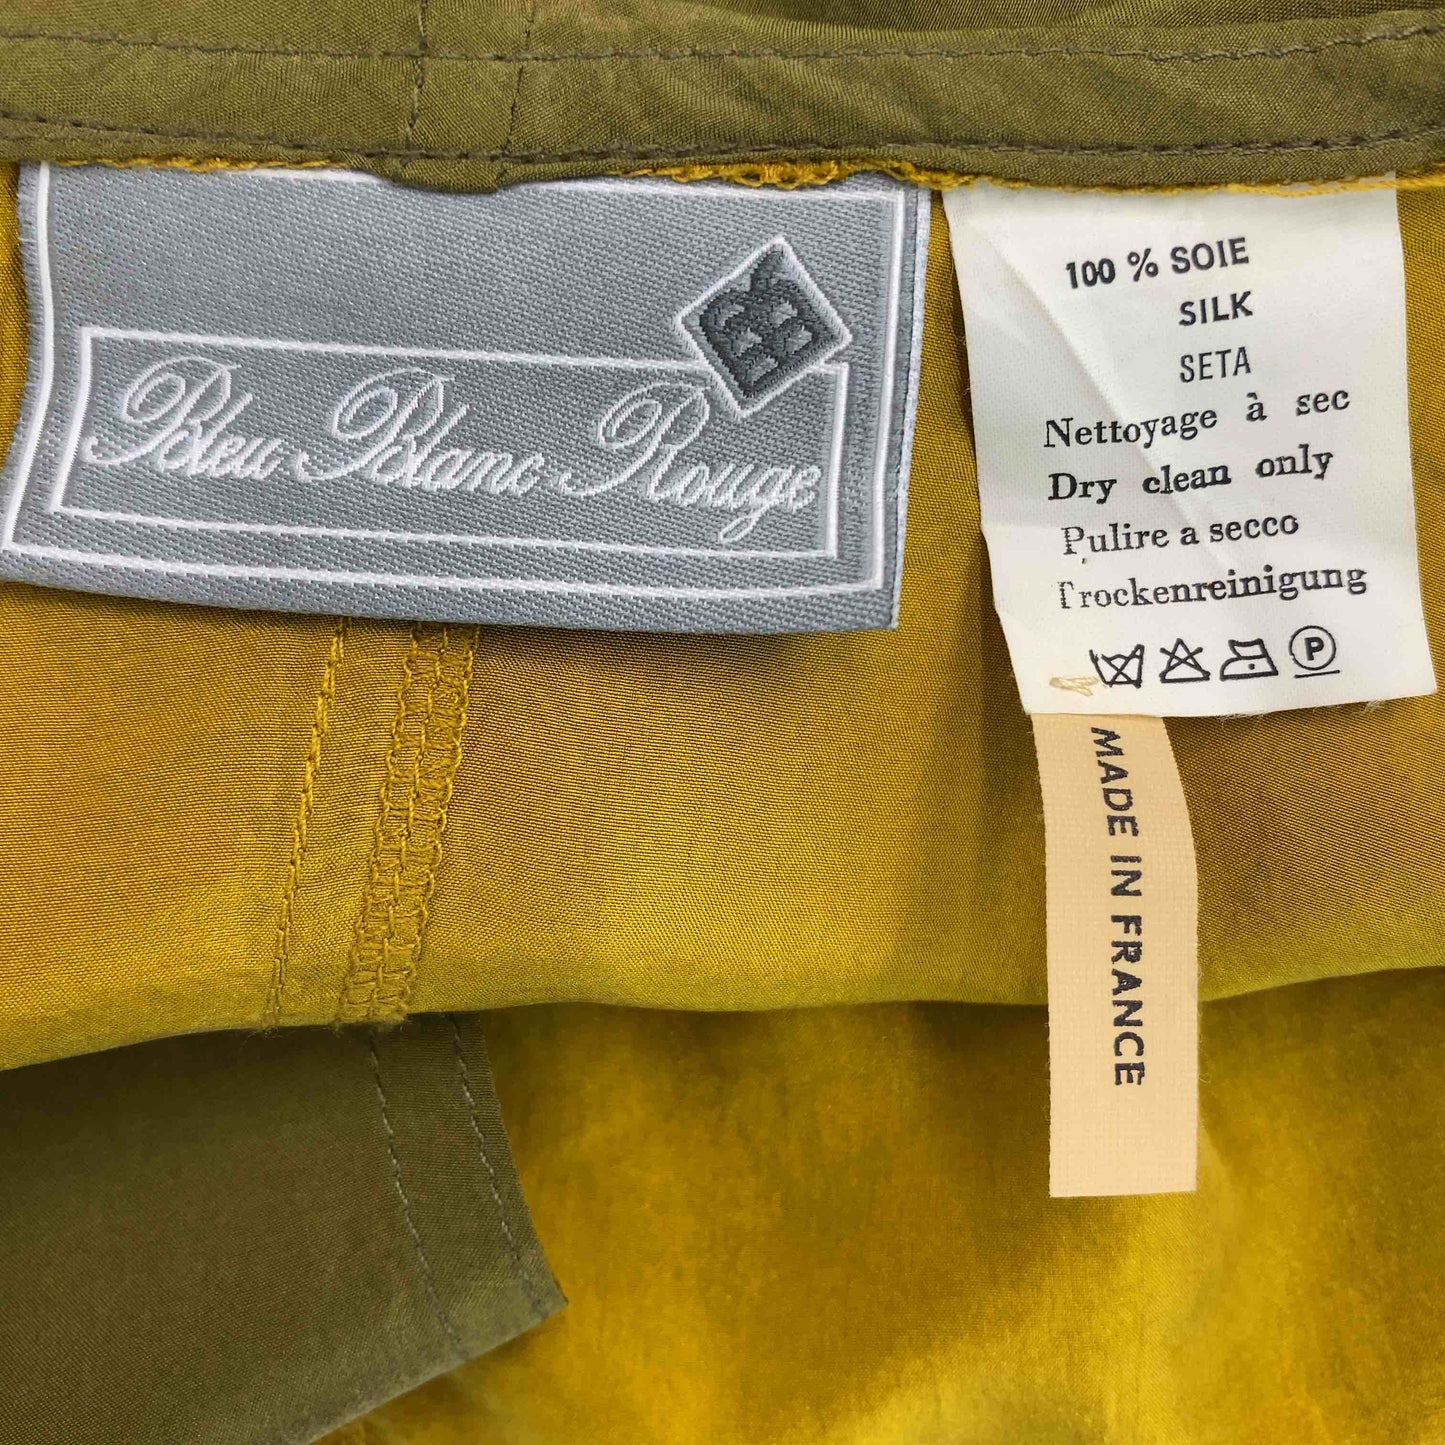 Bleu Blanc Rouge
100 % SOIE
SILK
SETA
Nettoyage à sec
Dry clean only
Pulire a secco
Trockenreinigung
P
MADE IN FRANCE